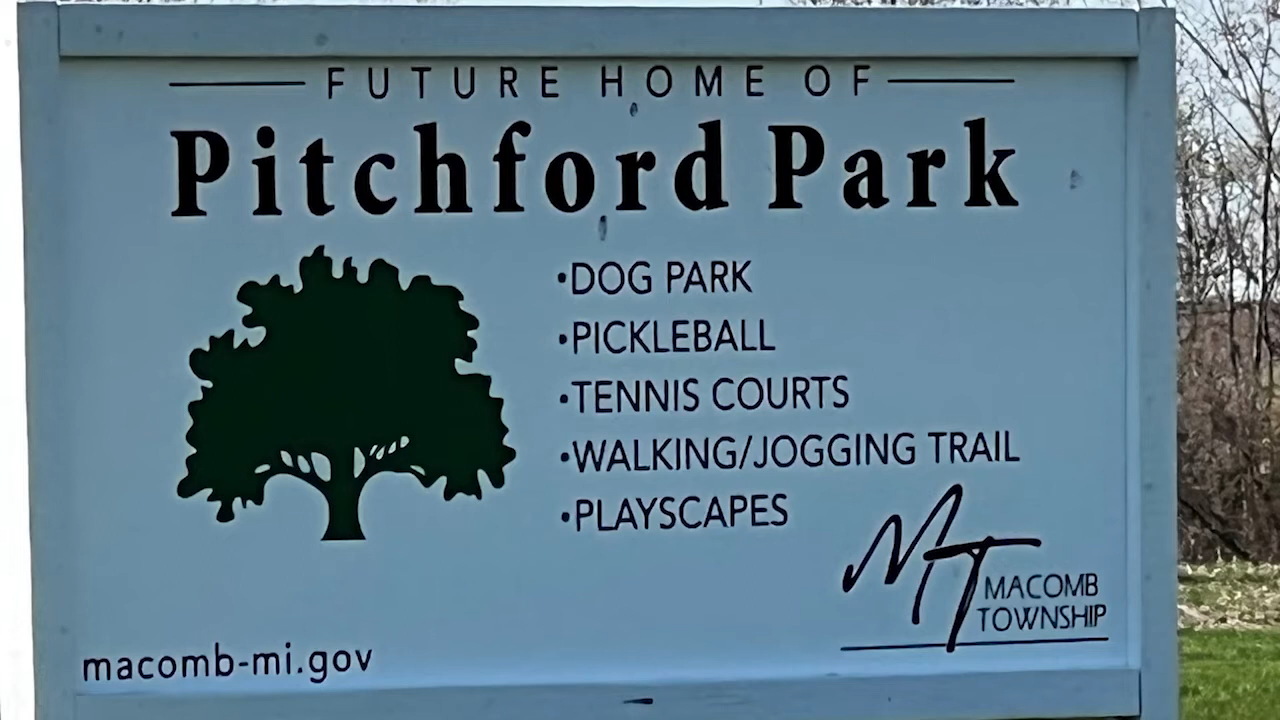 FUTURE HOME OF
Pitchford Park
•DOG PARK
•PICKLEBALL
•TENNIS COURTS
•WALKING/JOGGING TRAIL
•PLAYSCAPES
MT
MACOMB
TOWNSHIP
macomb-mi.gov